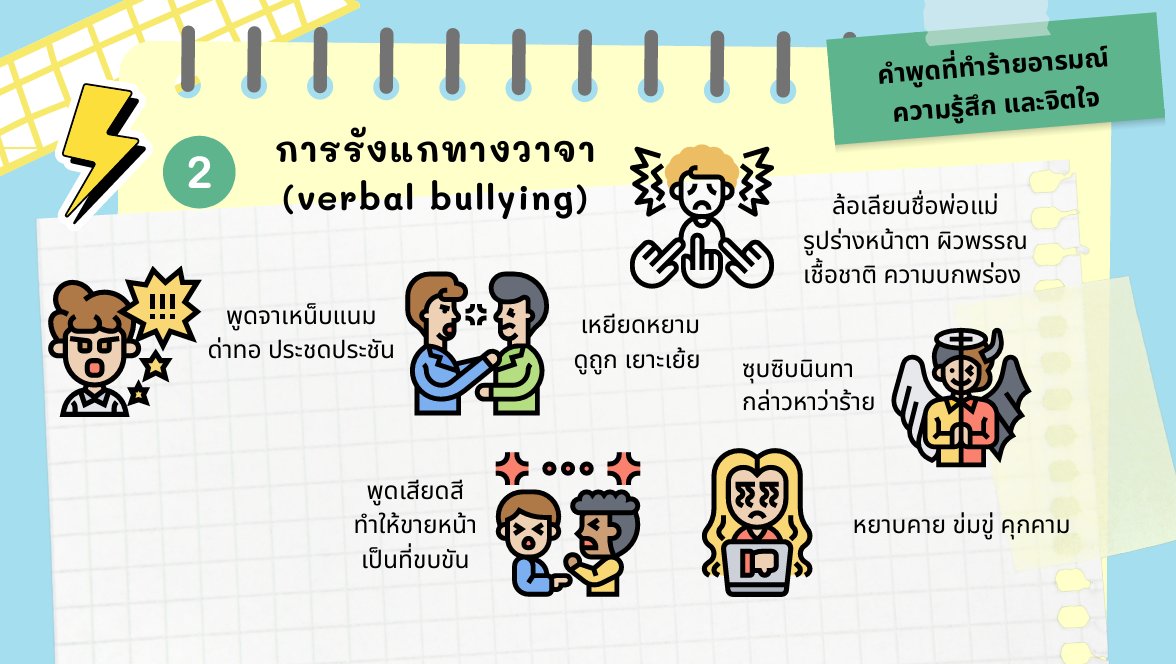 คำพูดที่ทำร้ายอารมณ์
ความรู้สึก และจิตใจ
2
การรังแกทางวาจา
(verbal bullying)
ล้อเลียนชื่อพ่อแม่
รูปร่างหน้าตา ผิวพรรณ
เชื้อชาติ ความบกพร่อง
!!!
พูดจาเหน็บแนม
ด่าทอ ประชดประชัน
เหยียดหยาม
ดูถูก เยาะเย้ย
ซุบซิบนินทา
กล่าวหาว่าร้าย
พูดเสียดสี
ทำให้ขายหน้า
เป็นที่ขบขัน
หยาบคาย ข่มขู่ คุกคาม